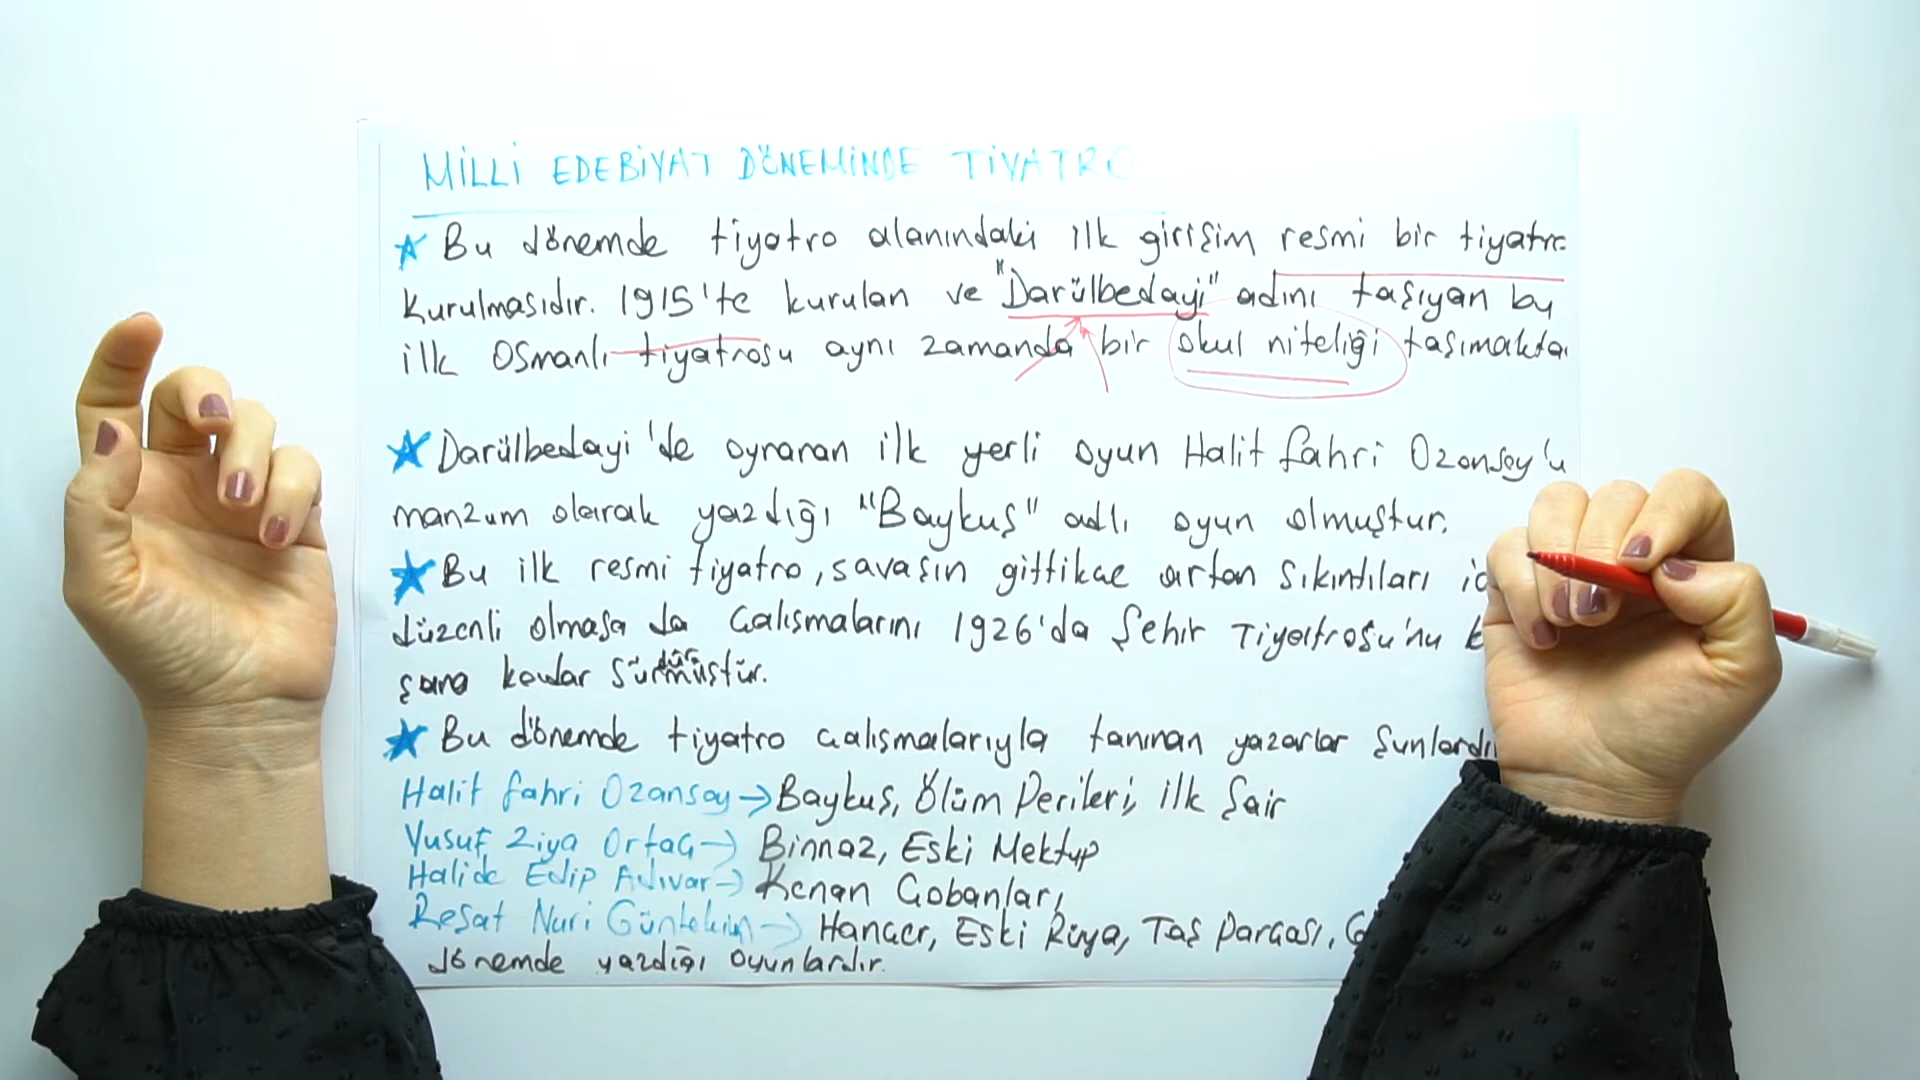 MİLLİ EDEBİYAT DÖNEMİNDE TİYATRO
Bu dönemde tiyatro alanındaki ilk girişim resmi bir tiyatro
kurulmasıdır. 1915'te kurulan ve "Darülbedayi" adını taşıyan bu
ilk Osmanlı tiyatrosu aynı zamanda bir okul niteliği taşımakta
Darülbedayi'de oynanan ilk yerli oyun Halit Fahri Ozansoy'u
manzum olarak yazdığı "Baykuş" adlı oyun olmuştur.
Bu ilk resmi tiyatro, savaşın gittikçe artan sıkıntıları
düzenli olmasa da çalışmalarını 1926'da Şehir Tiyatrosu'nu
kadar sürdürmüştür.
Bu dönemde tiyatro çalışmalarıyla tanınan yazarlar şunlardı
Halit Fahri Ozansoy → Baykuş, Ölüm Perileri, İlk Şair
Yusuf Ziya Ortaç → Binnaz, Eski Mektup
Halide Edip Adıvar → Kenan Çobanları
Reşat Nuri Güntekin → Hançer, Eski Rüya, Taş Parçası,
dönemde yazdığı oyunlardır.